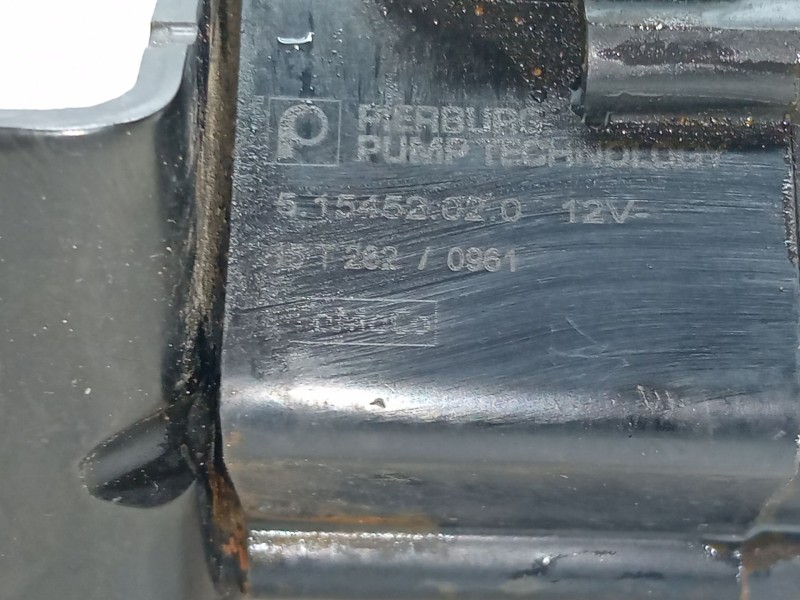 PIERBURG
PUMP TECHNOLOGY
5.15452.02.0 12V-
T 282 / 0961